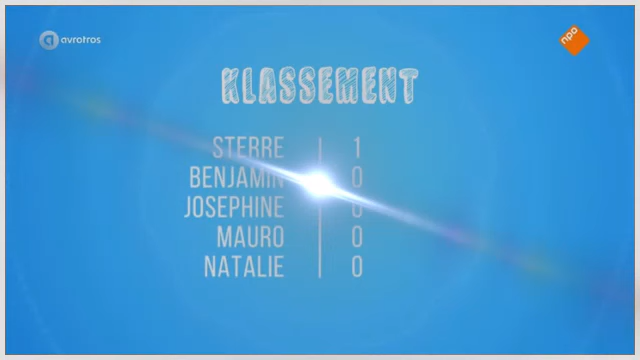 avrotros
npo
KLASSEMENT
STERRE 1
BENJAMIN 0
JOSEPHINE 0
MAURO 0
NATALIE 0